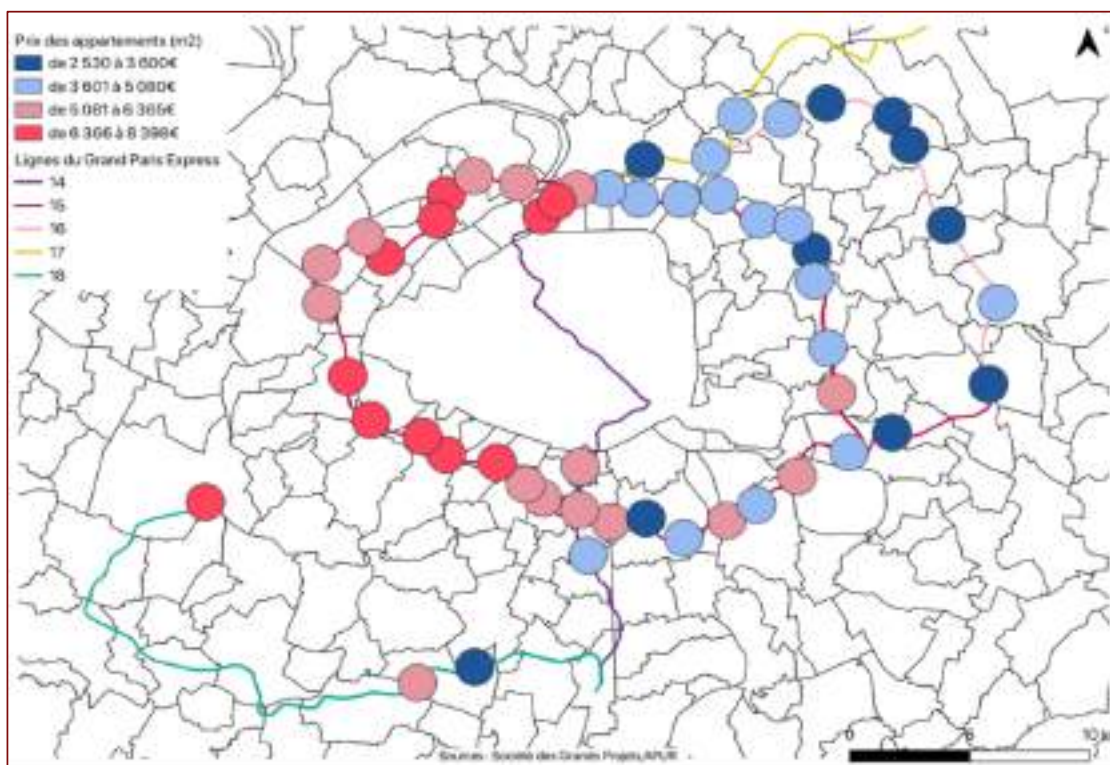 Prix des appartements (m2)
de 2 530 à 3 600€
de 3 601 à 5 080€
de 5 081 à 6 365€
de 6 366 à 8 398€
Lignes du Grand Paris Express
14
15
16
17
18
0 10
Sources : Société des Grands Projets, APUR